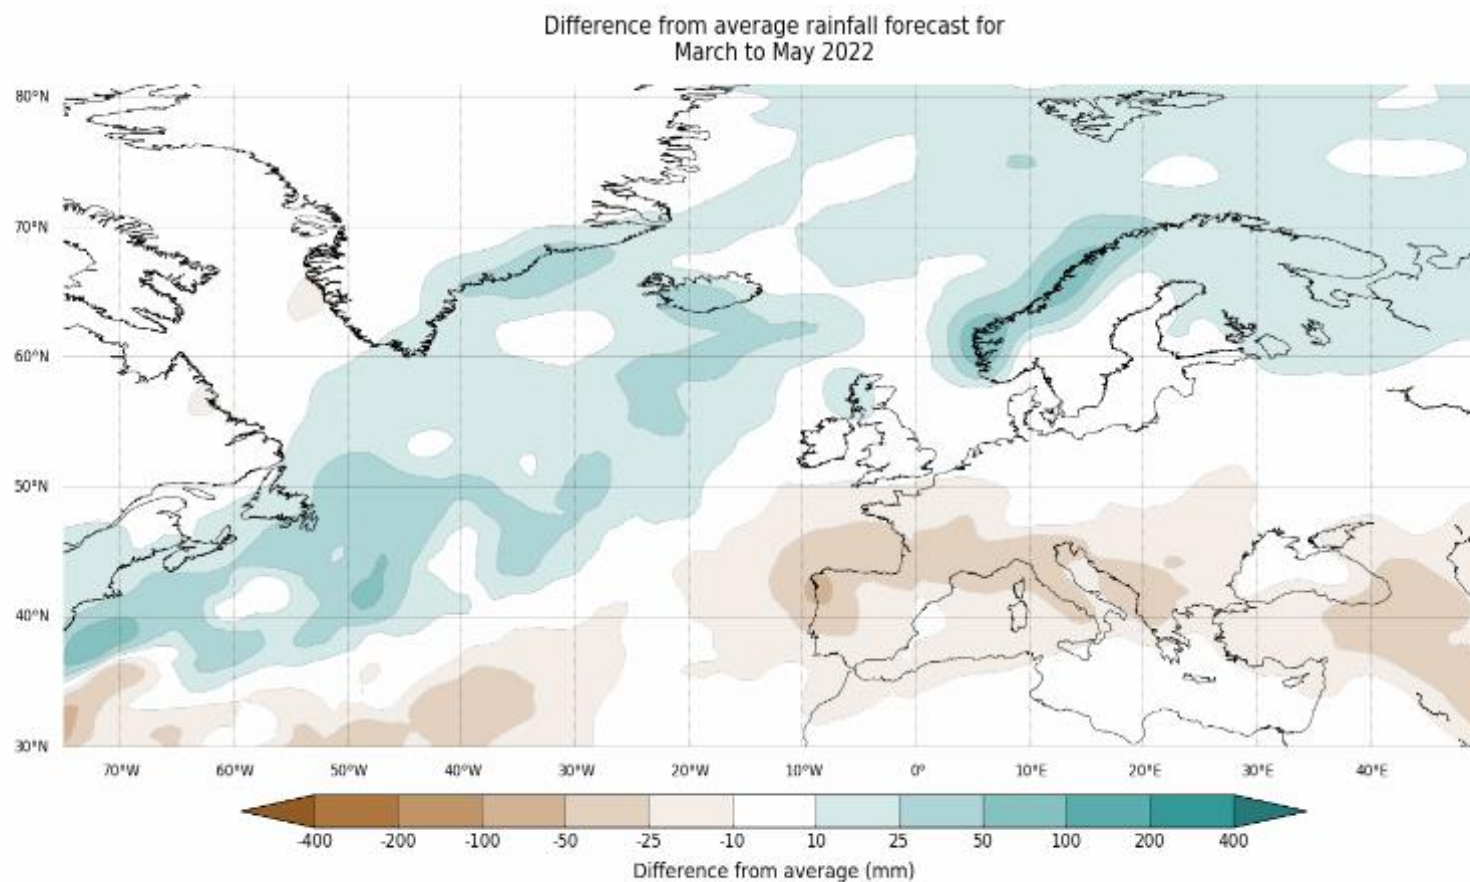 Difference from average rainfall forecast for
March to May 2022
80°N
70°N
60°N
50°N
40°N
30°N
70°W 60°W 50°W 40°W 30°W 20°W 10°W 0° 10°E 20°E 30°E 40°E
-400 -200 -100 -50 -25 -10 10 25 50 100 200 400
Difference from average (mm)